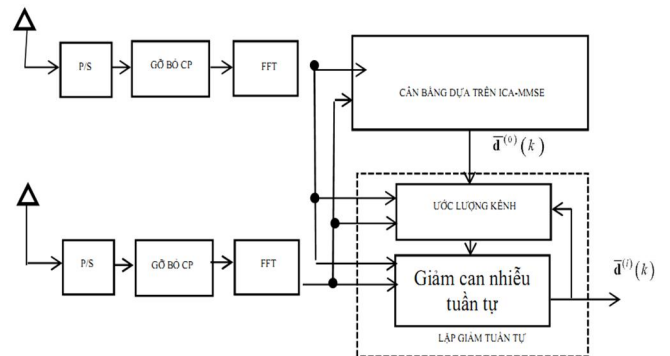 P/S
GỠ BỎ CP
FFT
CÂN BẰNG DỰA TRÊN ICA-MMSE
d̅⁽⁰⁾(k)
ƯỚC LƯỢNG KÊNH
P/S
GỠ BỎ CP
FFT
Giảm can nhiễu
tuần tự
d̅⁽ⁱ⁾(k)
LẶP GIẢM TUẦN TỰ